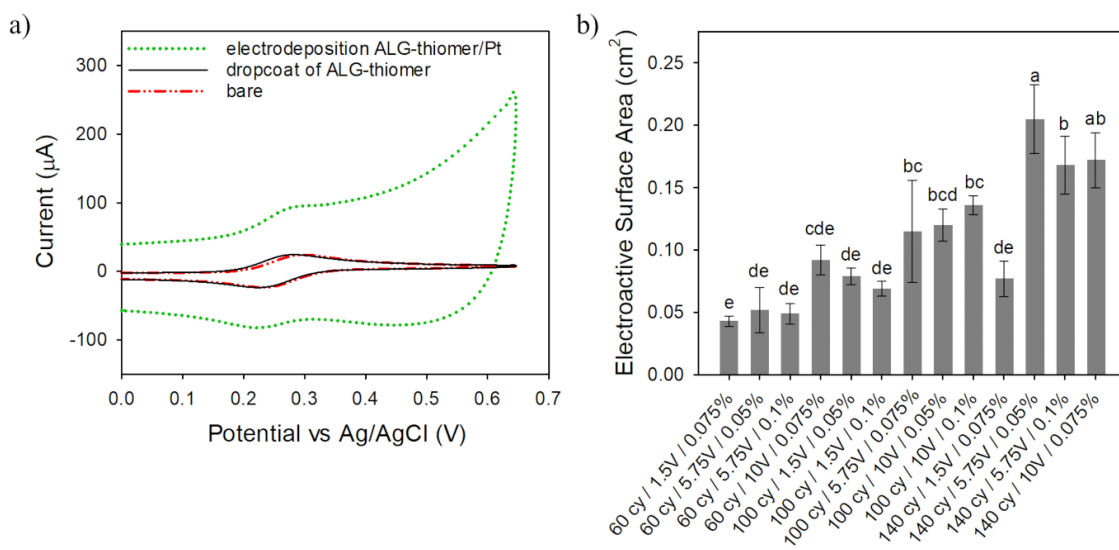 a)
electrodeposition ALG-thiomer/Pt
dropcoat of ALG-thiomer
bare
300
200
100
0
-100
Current (µA)
0.0 0.1 0.2 0.3 0.4 0.5 0.6 0.7
Potential vs Ag/AgCl (V)
b)
0.25
0.20
0.15
0.10
0.05
0.00
Electroactive Surface Area (cm²)
e
de
de
cde
de
de
bc
bcd
bc
de
a
b
ab
60 cy / 1.5V / 0.075%
60 cy / 5.75V / 0.05%
60 cy / 5.75V / 0.1%
60 cy / 10V / 0.075%
100 cy / 1.5V / 0.05%
100 cy / 1.5V / 0.1%
100 cy / 5.75V / 0.075%
100 cy / 10V / 0.05%
100 cy / 10V / 0.1%
140 cy / 1.5V / 0.075%
140 cy / 5.75V / 0.05%
140 cy / 5.75V / 0.1%
140 cy / 10V / 0.075%